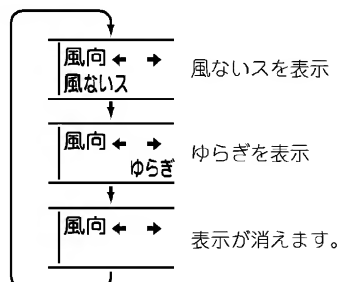 風向← →
風ないス
風ないスを表示
風向← →
ゆらぎ
ゆらぎを表示
風向← →
表示が消えます。